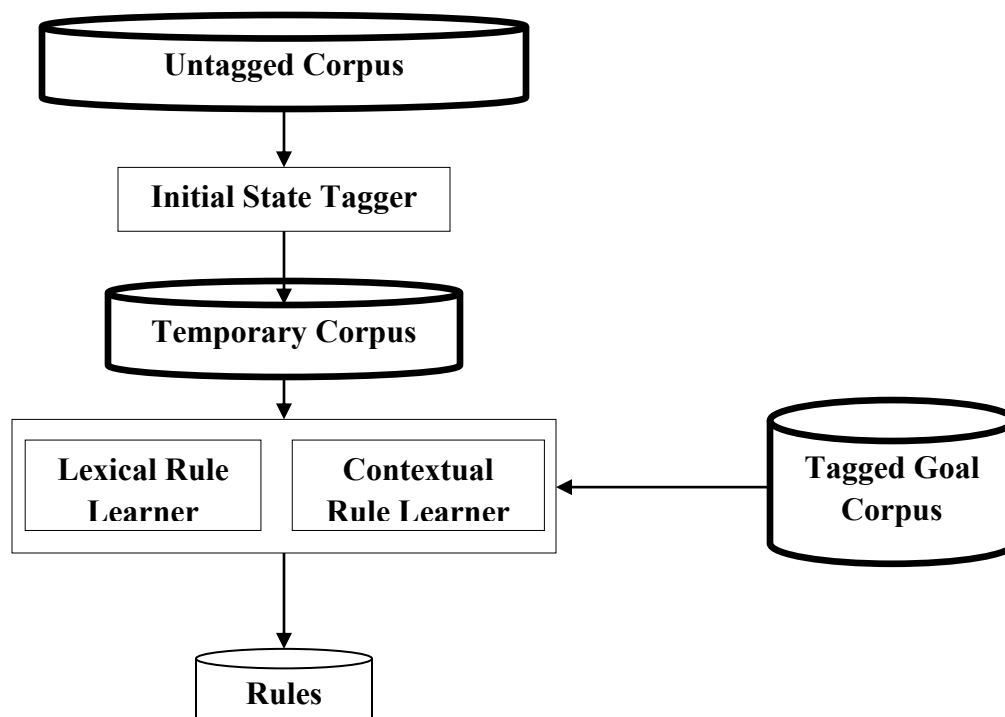 Untagged Corpus
Initial State Tagger
Temporary Corpus
Lexical Rule
Learner
Contextual
Rule Learner
Tagged Goal
Corpus
Rules